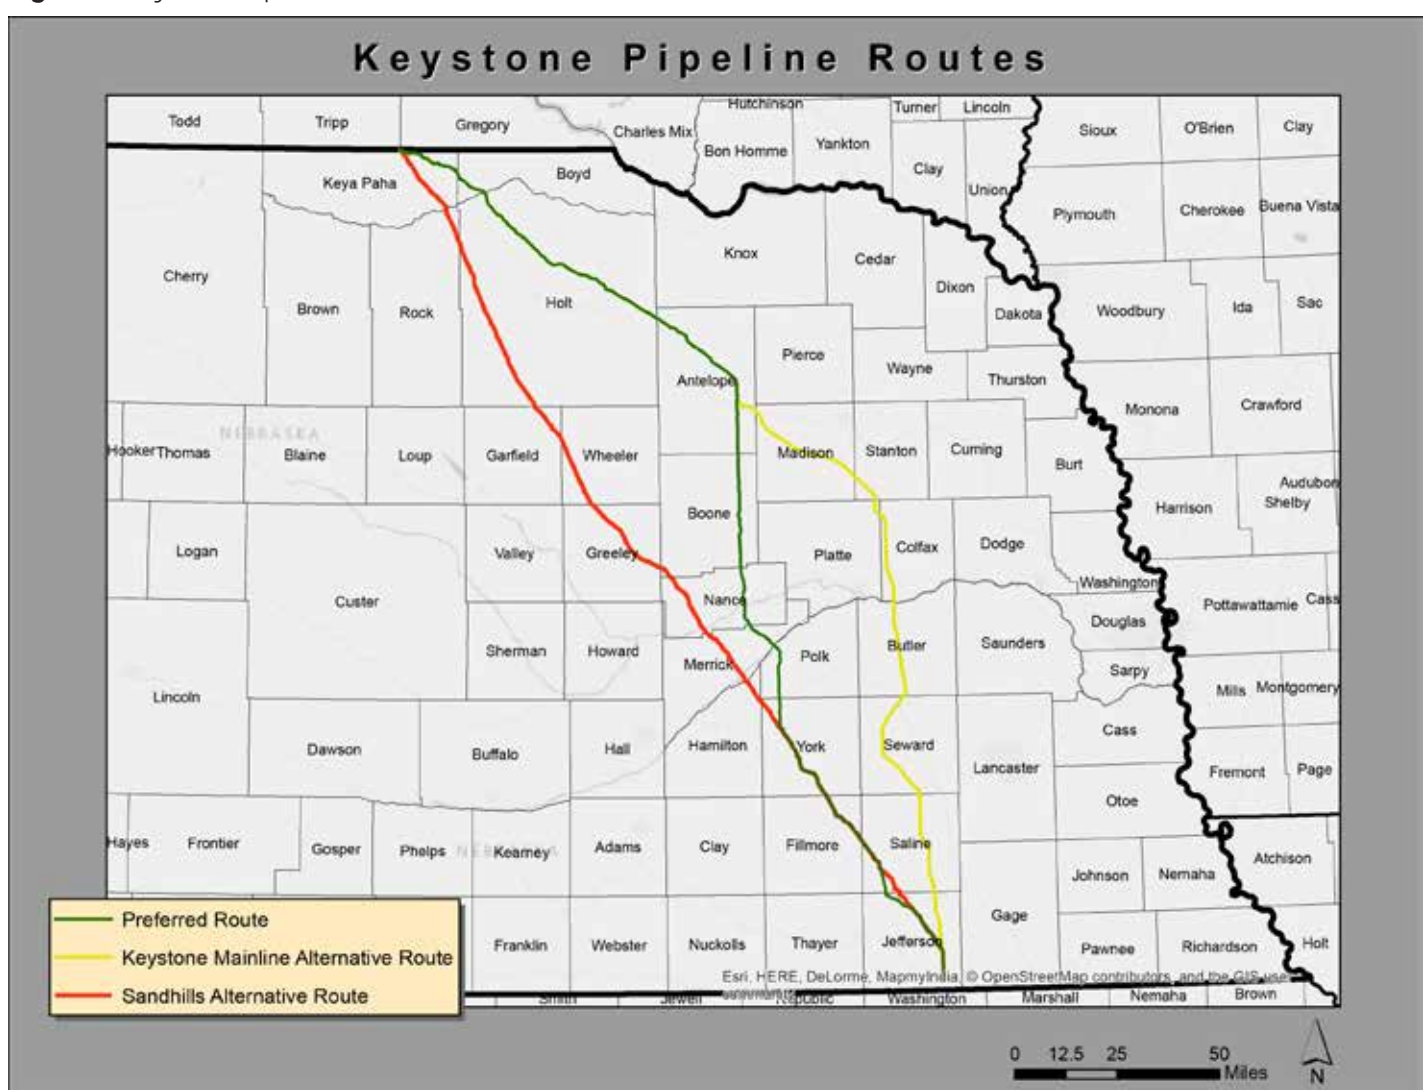 Keystone Pipeline Routes
Hutchinson
Turner
Lincoln
Todd
Tripp
Gregory
Charles Mix
Bon Homme
Yankton
Sioux
O'Brien
Clay
Clay
Keya Paha
Boyd
Union
Plymouth
Cherokee
Buena Vista
Cherry
Knox
Cedar
Brown
Rock
Holt
Dixon
Dakota
Woodbury
Ida
Sac
Pierce
Wayne
Antelope
Thurston
Monona
Crawford
NEBRASKA
Hooker
Thomas
Blaine
Loup
Garfield
Wheeler
Madison
Stanton
Cuming
Burt
Audubon
Harrison
Shelby
Boone
Logan
Valley
Greeley
Platte
Colfax
Dodge
Washington
Custer
Nance
Pottawattamie
Cass
Douglas
Sherman
Howard
Merrick
Polk
Butler
Saunders
Sarpy
Lincoln
Mills
Montgomery
Dawson
Buffalo
Hall
Hamilton
York
Seward
Cass
Lancaster
Fremont
Page
Otoe
Hayes
Frontier
Gosper
Phelps
Kearney
Adams
Clay
Fillmore
Saline
Johnson
Nemaha
Atchison
Gage
Preferred Route
Keystone Mainline Alternative Route
Sandhills Alternative Route
Franklin
Webster
Nuckolls
Thayer
Jefferson
Pawnee
Richardson
Holt
Esri, HERE, DeLorme, MapmyIndia, © OpenStreetMap contributors, and the GIS user
Smith
Jewell
Republic
Washington
Marshall
Nemaha
Brown
0 12.5 25 50
Miles
N